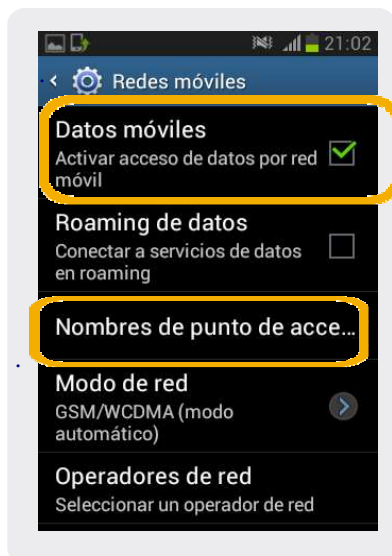 21:02
Redes móviles
Datos móviles
Activar acceso de datos por red
móvil
Roaming de datos
Conectar a servicios de datos
en roaming
Nombres de punto de acce...
Modo de red
GSM/WCDMA (modo
automático)
Operadores de red
Seleccionar un operador de red